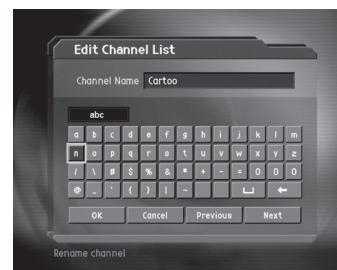 Edit Channel List
Channel Name Cartoo
abc
a b c d e f g h i j k l m
n o p q r s t u v w x y z
/ \ # $ % & * + - = 0 0 0
@ _ ' { } | ~
OK Cancel Previous Next
Rename channel